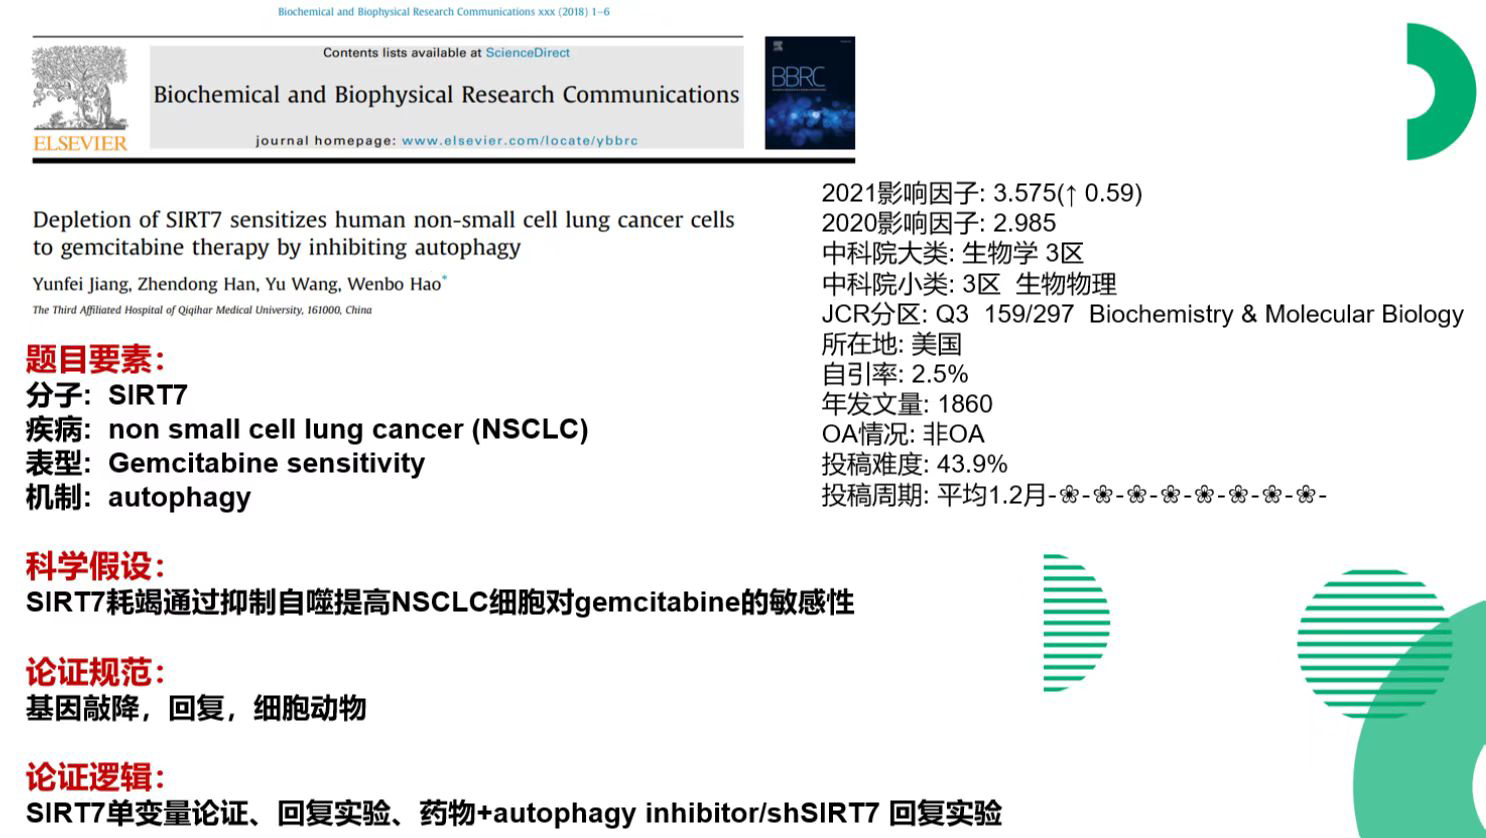 Biochemical and Biophysical Research Communications xxx (2018) 1–6
Contents lists available at ScienceDirect
Biochemical and Biophysical Research Communications
journal homepage: www.elsevier.com/locate/ybbrc
ELSEVIER
BBRC
Depletion of SIRT7 sensitizes human non-small cell lung cancer cells
to gemcitabine therapy by inhibiting autophagy
Yunfei Jiang, Zhendong Han, Yu Wang, Wenbo Hao*
The Third Affiliated Hospital of Qiqihar Medical University, 161000, China
题目要素：
分子：SIRT7
疾病：non small cell lung cancer (NSCLC)
表型：Gemcitabine sensitivity
机制：autophagy
科学假设：
SIRT7耗竭通过抑制自噬提高NSCLC细胞对gemcitabine的敏感性
论证规范：
基因敲降，回复，细胞动物
论证逻辑：
SIRT7单变量论证、回复实验、药物+autophagy inhibitor/shSIRT7 回复实验
2021影响因子: 3.575(↑ 0.59)
2020影响因子: 2.985
中科院大类: 生物学 3区
中科院小类: 3区 生物物理
JCR分区: Q3 159/297 Biochemistry & Molecular Biology
所在地: 美国
自引率: 2.5%
年发文量: 1860
OA情况: 非OA
投稿难度: 43.9%
投稿周期: 平均1.2月-❀-❀-❀-❀-❀-❀-❀-❀-